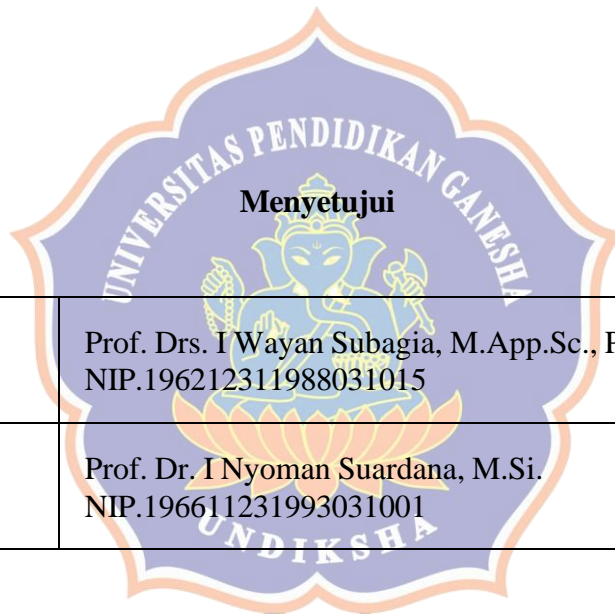 UNIVERSITAS PENDIDIKAN GANESHA
Menyetujui
Prof. Drs. I Wayan Subagia, M.App.Sc., P
NIP.196212311988031015
Prof. Dr. I Nyoman Suardana, M.Si.
NIP.196611231993031001
UNDIKSHA